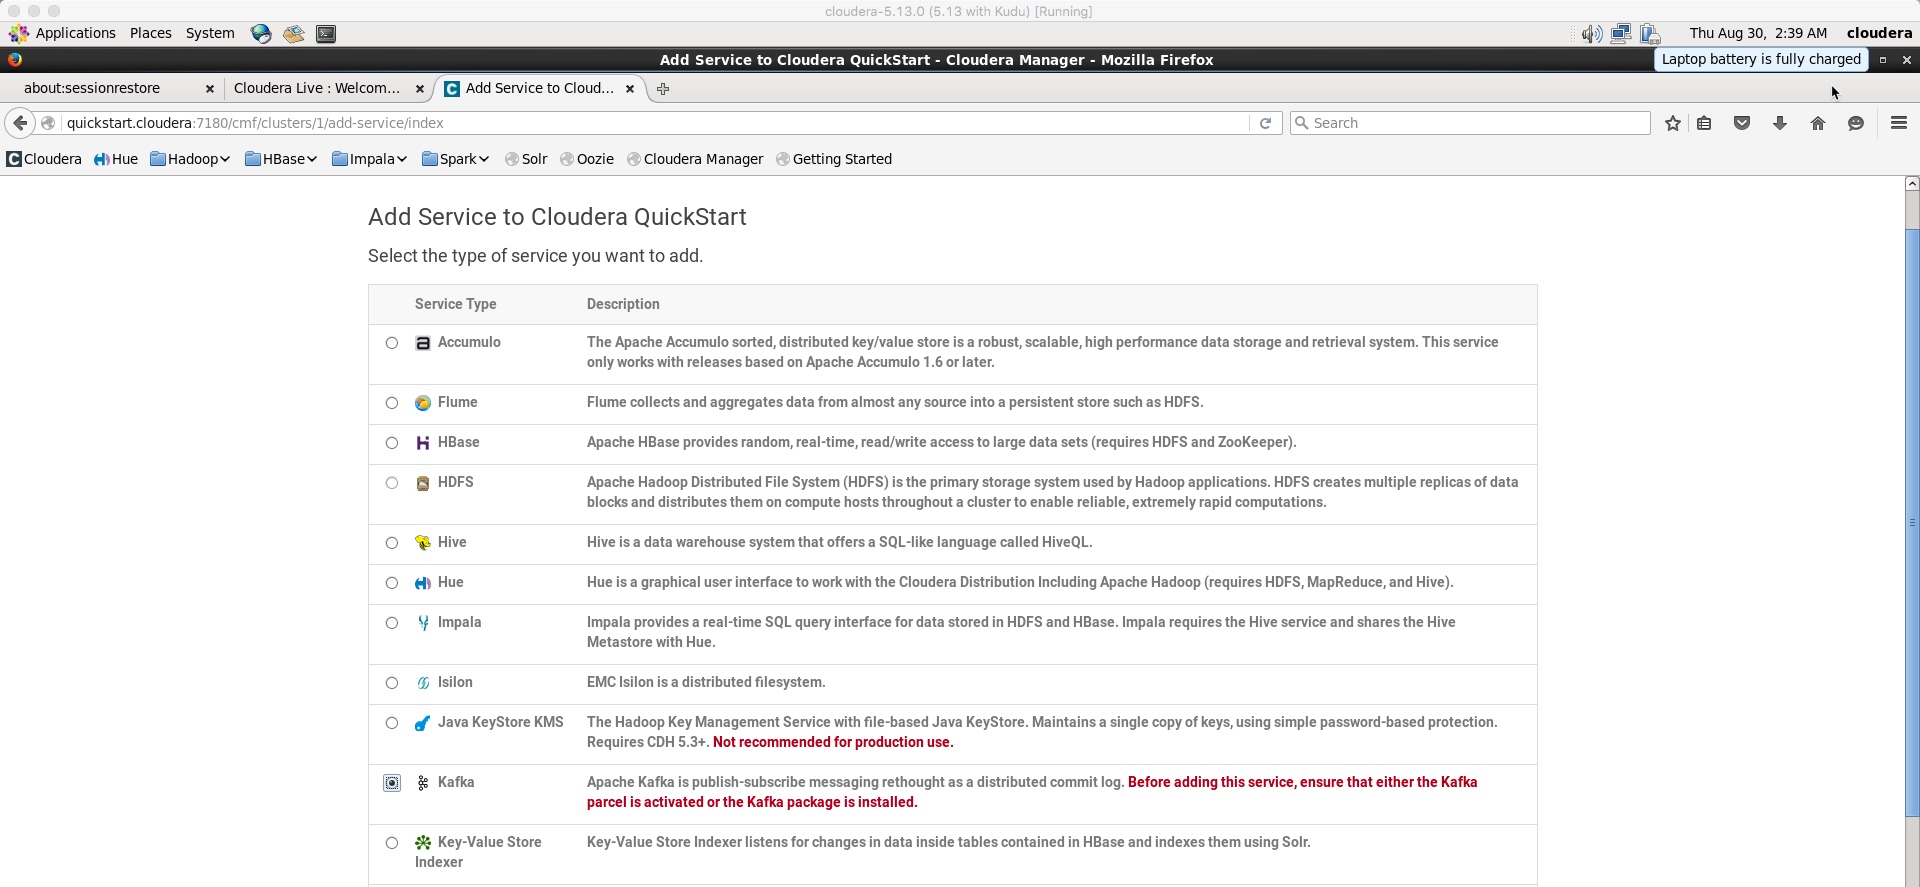 cloudera-5.13.0 (5.13 with Kudu) [Running]
Applications Places System Thu Aug 30, 2:39 AM cloudera
Add Service to Cloudera QuickStart - Cloudera Manager - Mozilla Firefox
Laptop battery is fully charged
about:sessionrestore Cloudera Live : Welcom... Add Service to Cloud...
quickstart.cloudera:7180/cmf/clusters/1/add-service/index Search
Cloudera Hue Hadoop HBase Impala Spark Solr Oozie Cloudera Manager Getting Started
Add Service to Cloudera QuickStart
Select the type of service you want to add.
Service Type Description
Accumulo The Apache Accumulo sorted, distributed key/value store is a robust, scalable, high performance data storage and retrieval system. This service
only works with releases based on Apache Accumulo 1.6 or later.
Flume Flume collects and aggregates data from almost any source into a persistent store such as HDFS.
HBase Apache HBase provides random, real-time, read/write access to large data sets (requires HDFS and ZooKeeper).
HDFS Apache Hadoop Distributed File System (HDFS) is the primary storage system used by Hadoop applications. HDFS creates multiple replicas of data
blocks and distributes them on compute hosts throughout a cluster to enable reliable, extremely rapid computations.
Hive Hive is a data warehouse system that offers a SQL-like language called HiveQL.
Hue Hue is a graphical user interface to work with the Cloudera Distribution Including Apache Hadoop (requires HDFS, MapReduce, and Hive).
Impala Impala provides a real-time SQL query interface for data stored in HDFS and HBase. Impala requires the Hive service and shares the Hive
Metastore with Hue.
Isilon EMC Isilon is a distributed filesystem.
Java KeyStore KMS The Hadoop Key Management Service with file-based Java KeyStore. Maintains a single copy of keys, using simple password-based protection.
Requires CDH 5.3+. Not recommended for production use.
Kafka Apache Kafka is publish-subscribe messaging rethought as a distributed commit log. Before adding this service, ensure that either the Kafka
parcel is activated or the Kafka package is installed.
Key-Value Store Key-Value Store Indexer listens for changes in data inside tables contained in HBase and indexes them using Solr.
Indexer